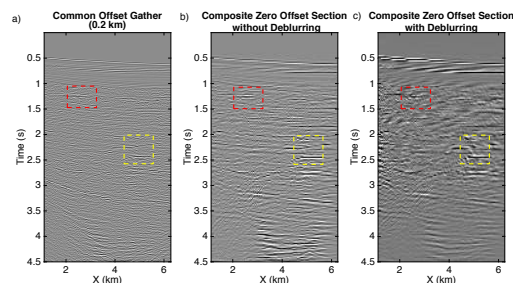 a)
Common Offset Gather
(0.2 km)
0.5
1
1.5
2
2.5
3
3.5
4
4.5
Time (s)
2
4
6
X (km)
b)
Composite Zero Offset Section
without Deblurring
0.5
1
1.5
2
2.5
3
3.5
4
4.5
Time (s)
2
4
6
X (km)
c)
Composite Zero Offset Section
with Deblurring
0.5
1
1.5
2
2.5
3
3.5
4
4.5
Time (s)
2
4
6
X (km)